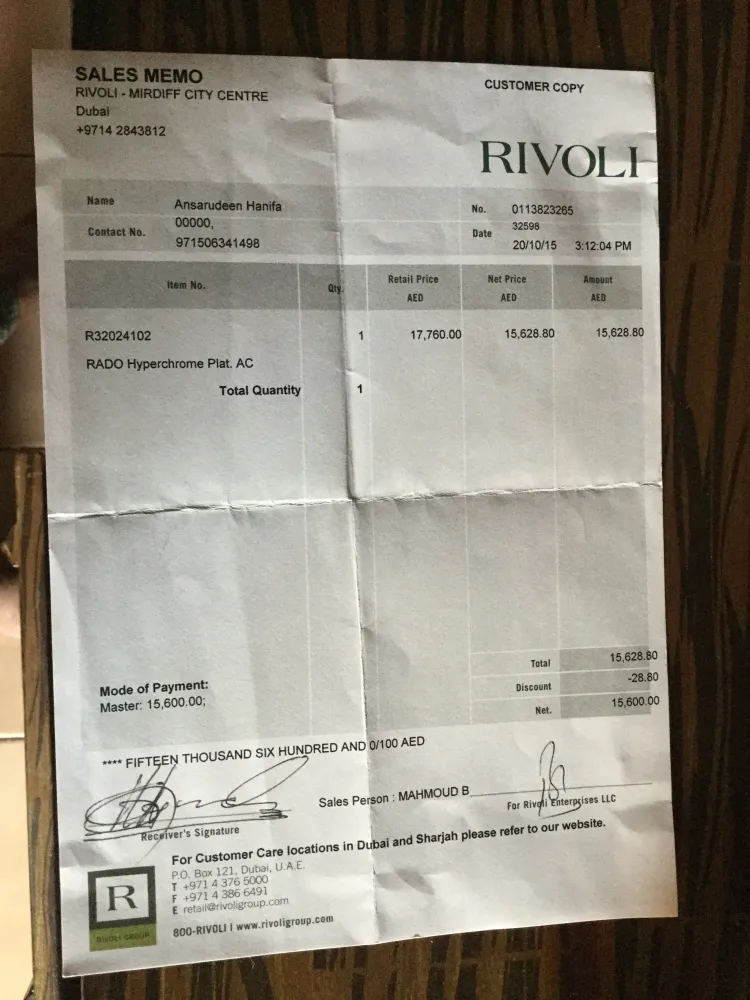 SALES MEMO
RIVOLI - MIRDIFF CITY CENTRE
Dubai
+9714 2843812
CUSTOMER COPY
RIVOLI
Name Ansarudeen Hanifa
00000,
Contact No. 971506341498
No. 0113823265
32598
Date 20/10/15 3:12:04 PM
Item No. Qty. Retail Price AED Net Price AED Amount AED
R32024102 1 17,760.00 15,628.80 15,628.80
RADO Hyperchrome Plat. AC
Total Quantity 1
Total 15,628.80
Discount -28.80
Net. 15,600.00
Mode of Payment:
Master: 15,600.00;
**** FIFTEEN THOUSAND SIX HUNDRED AND 0/100 AED
Sales Person : MAHMOUD B
Receiver's Signature
For Rivoli Enterprises LLC
For Customer Care locations in Dubai and Sharjah please refer to our website.
P.O. Box 121, Dubai, U.A.E.
T +971 4 376 5000
F +971 4 386 6491
E retail@rivoligroup.com
800-RIVOLI I www.rivoligroup.com
R
RIVOLI GROUP